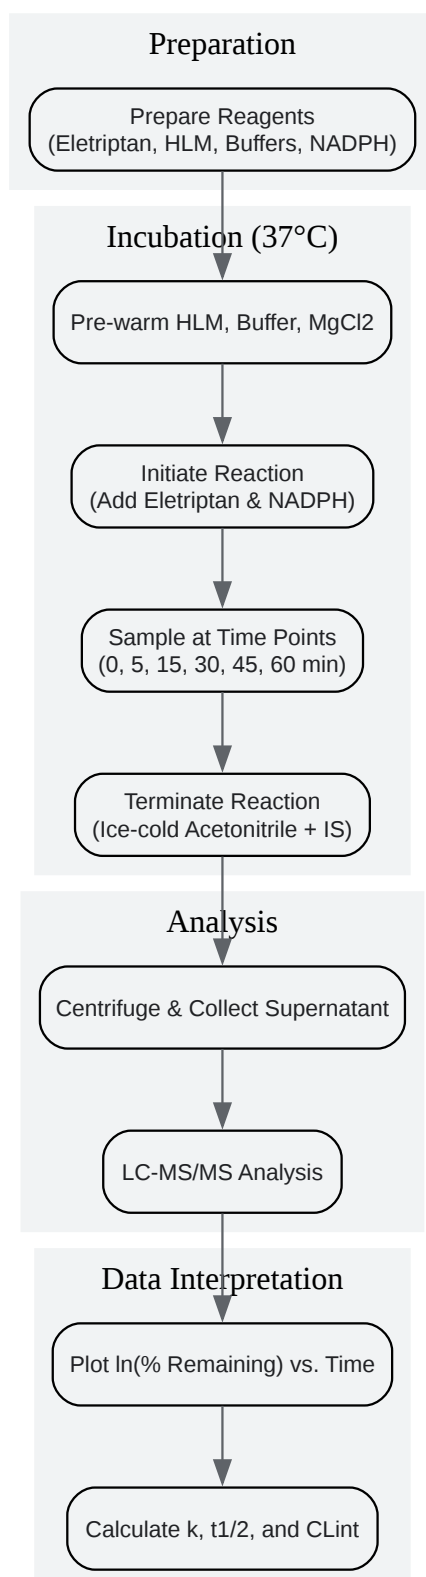 Preparation
Prepare Reagents
(Eletriptan, HLM, Buffers, NADPH)
Incubation (37°C)
Pre-warm HLM, Buffer, MgCl2
Initiate Reaction
(Add Eletriptan & NADPH)
Sample at Time Points
(0, 5, 15, 30, 45, 60 min)
Terminate Reaction
(Ice-cold Acetonitrile + IS)
Analysis
Centrifuge & Collect Supernatant
LC-MS/MS Analysis
Data Interpretation
Plot ln(% Remaining) vs. Time
Calculate k, t1/2, and CLint